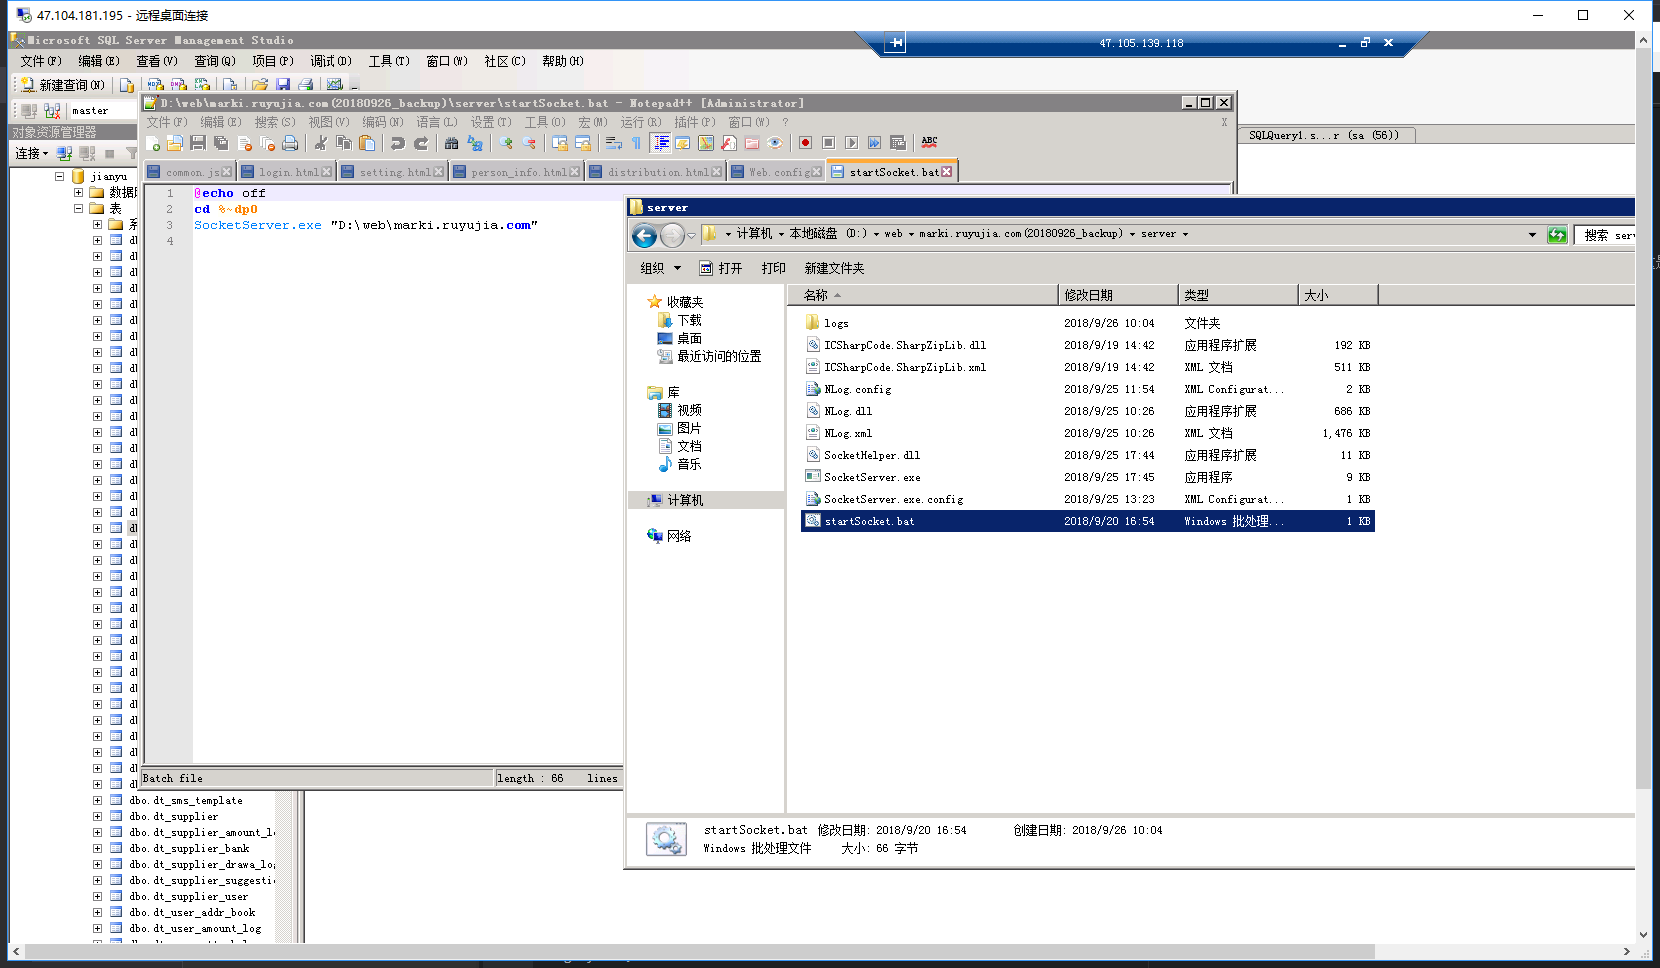 47.104.181.195 - 远程桌面连接
Microsoft SQL Server Management Studio
47.105.139.118
文件(F) 编辑(E) 查看(V) 查询(Q) 项目(P) 调试(D) 工具(T) 窗口(W) 社区(C) 帮助(H)
新建查询(N)
master
对象资源管理器
连接
SQLQuery1.s...r (sa (56))
jianyu
表
D:\web\marki.ruyujia.com(20180926_backup)\server\startSocket.bat - Notepad++ [Administrator]
文件(F) 编辑(E) 搜索(S) 视图(V) 编码(N) 语言(L) 设置(T) 工具(O) 宏(M) 运行(R) 插件(P) 窗口(W) ? X
ABC
common.js login.html setting.html person_info.html distribution.html Web.config startSocket.bat
1 @echo off
2 cd %~dp0
3 SocketServer.exe "D:\web\marki.ruyujia.com"
4
Batch file length : 66 lines
dbo.dt_sms_template
dbo.dt_supplier
dbo.dt_supplier_amount_lo
dbo.dt_supplier_bank
dbo.dt_supplier_drawa_log
dbo.dt_supplier_suggestio
dbo.dt_supplier_user
dbo.dt_user_addr_book
dbo.dt_user_amount_log
server
计算机 本地磁盘 (D:) web marki.ruyujia.com(20180926_backup) server
搜索 serv
组织 打开 打印 新建文件夹
收藏夹
下载
桌面
最近访问的位置
库
视频
图片
文档
音乐
计算机
网络
名称 修改日期 类型 大小
logs 2018/9/26 10:04 文件夹
ICSharpCode.SharpZipLib.dll 2018/9/19 14:42 应用程序扩展 192 KB
ICSharpCode.SharpZipLib.xml 2018/9/19 14:42 XML 文档 511 KB
NLog.config 2018/9/25 11:54 XML Configurat... 2 KB
NLog.dll 2018/9/25 10:26 应用程序扩展 686 KB
NLog.xml 2018/9/25 10:26 XML 文档 1,476 KB
SocketHelper.dll 2018/9/25 17:44 应用程序扩展 11 KB
SocketServer.exe 2018/9/25 17:45 应用程序 9 KB
SocketServer.exe.config 2018/9/25 13:23 XML Configurat... 1 KB
startSocket.bat 2018/9/20 16:54 Windows 批处理... 1 KB
startSocket.bat 修改日期: 2018/9/20 16:54 创建日期: 2018/9/26 10:04
Windows 批处理文件 大小: 66 字节